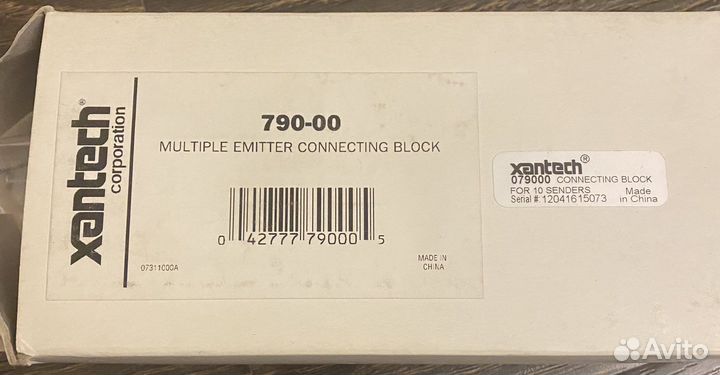 xantech®
corporation
790-00
MULTIPLE EMITTER CONNECTING BLOCK
0 42777 79000 5
07311000A
MADE IN
CHINA
xantech®
079000 CONNECTING BLOCK
FOR 10 SENDERS Made
Serial #: 12041615073 in China
Avito